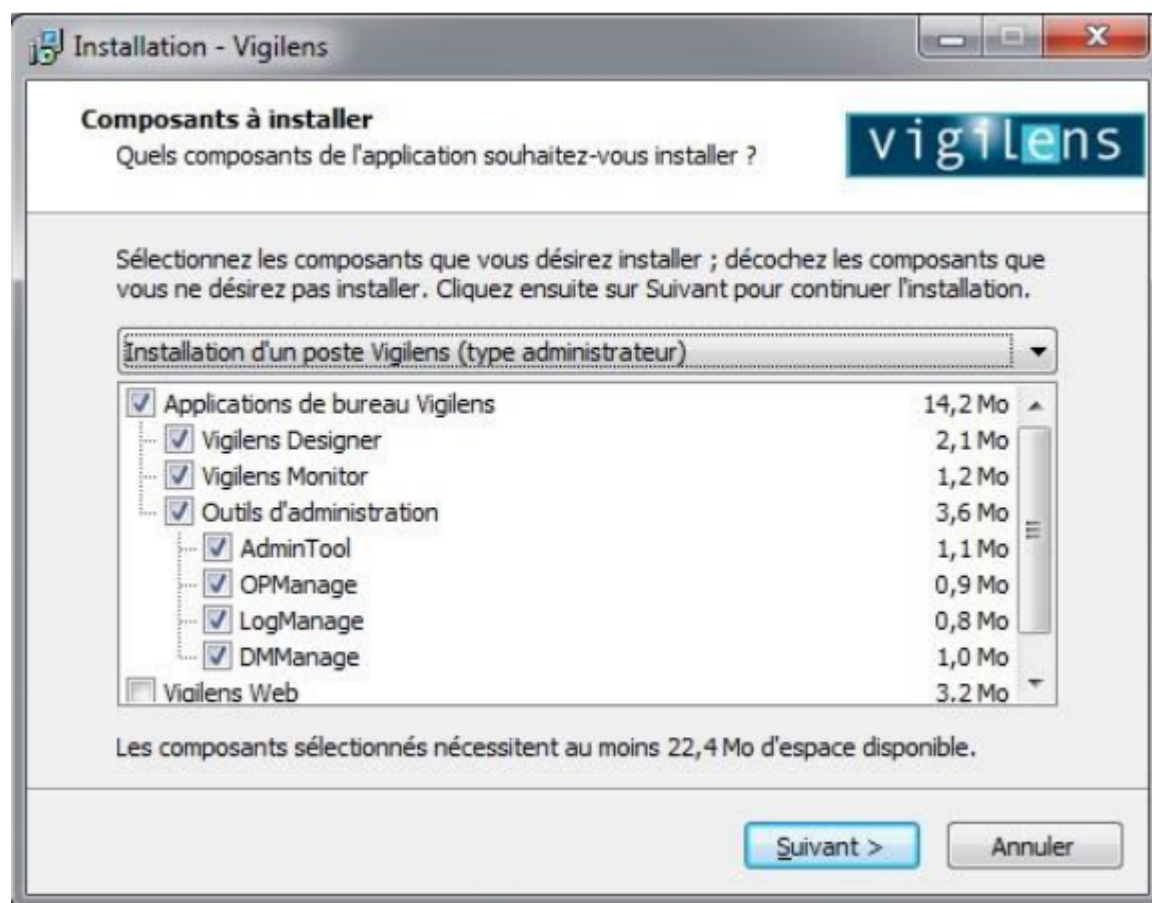 Installation - Vigilens
Composants à installer
Quels composants de l'application souhaitez-vous installer ?
vigilens
Sélectionnez les composants que vous désirez installer ; décochez les composants que
vous ne désirez pas installer. Cliquez ensuite sur Suivant pour continuer l'installation.
Installation d'un poste Vigilens (type administrateur)
Applications de bureau Vigilens 14,2 Mo
Vigilens Designer 2,1 Mo
Vigilens Monitor 1,2 Mo
Outils d'administration 3,6 Mo
AdminTool 1,1 Mo
OPManage 0,9 Mo
LogManage 0,8 Mo
DMManage 1,0 Mo
Vigilens Web 3,2 Mo
Les composants sélectionnés nécessitent au moins 22,4 Mo d'espace disponible.
Suivant > Annuler